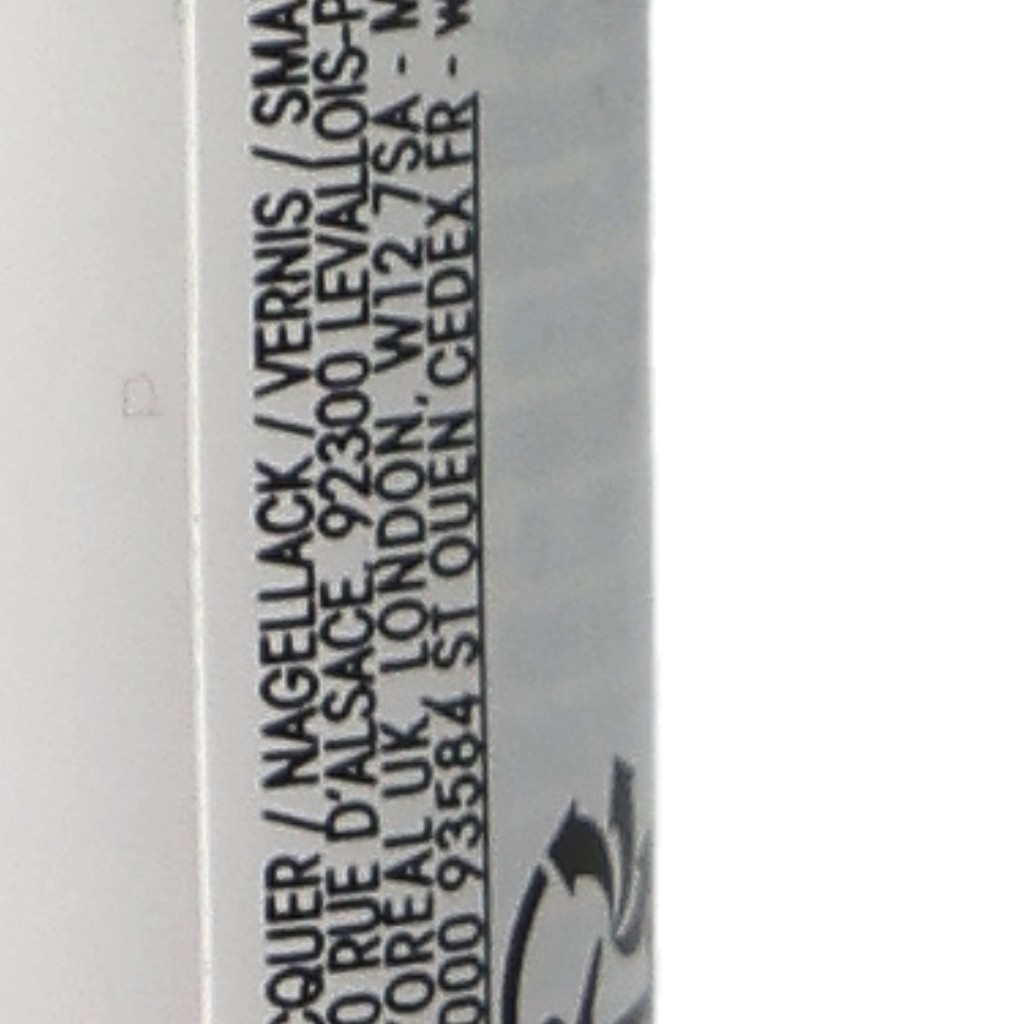 CQUER / NAGELLACK / VERNIS / SMA
0 RUE D'ALSACE, 92300 LEVALLOIS-P
OREAL UK, LONDON, W12 7SA - M
000 93584 ST OUEN CEDEX FR - W